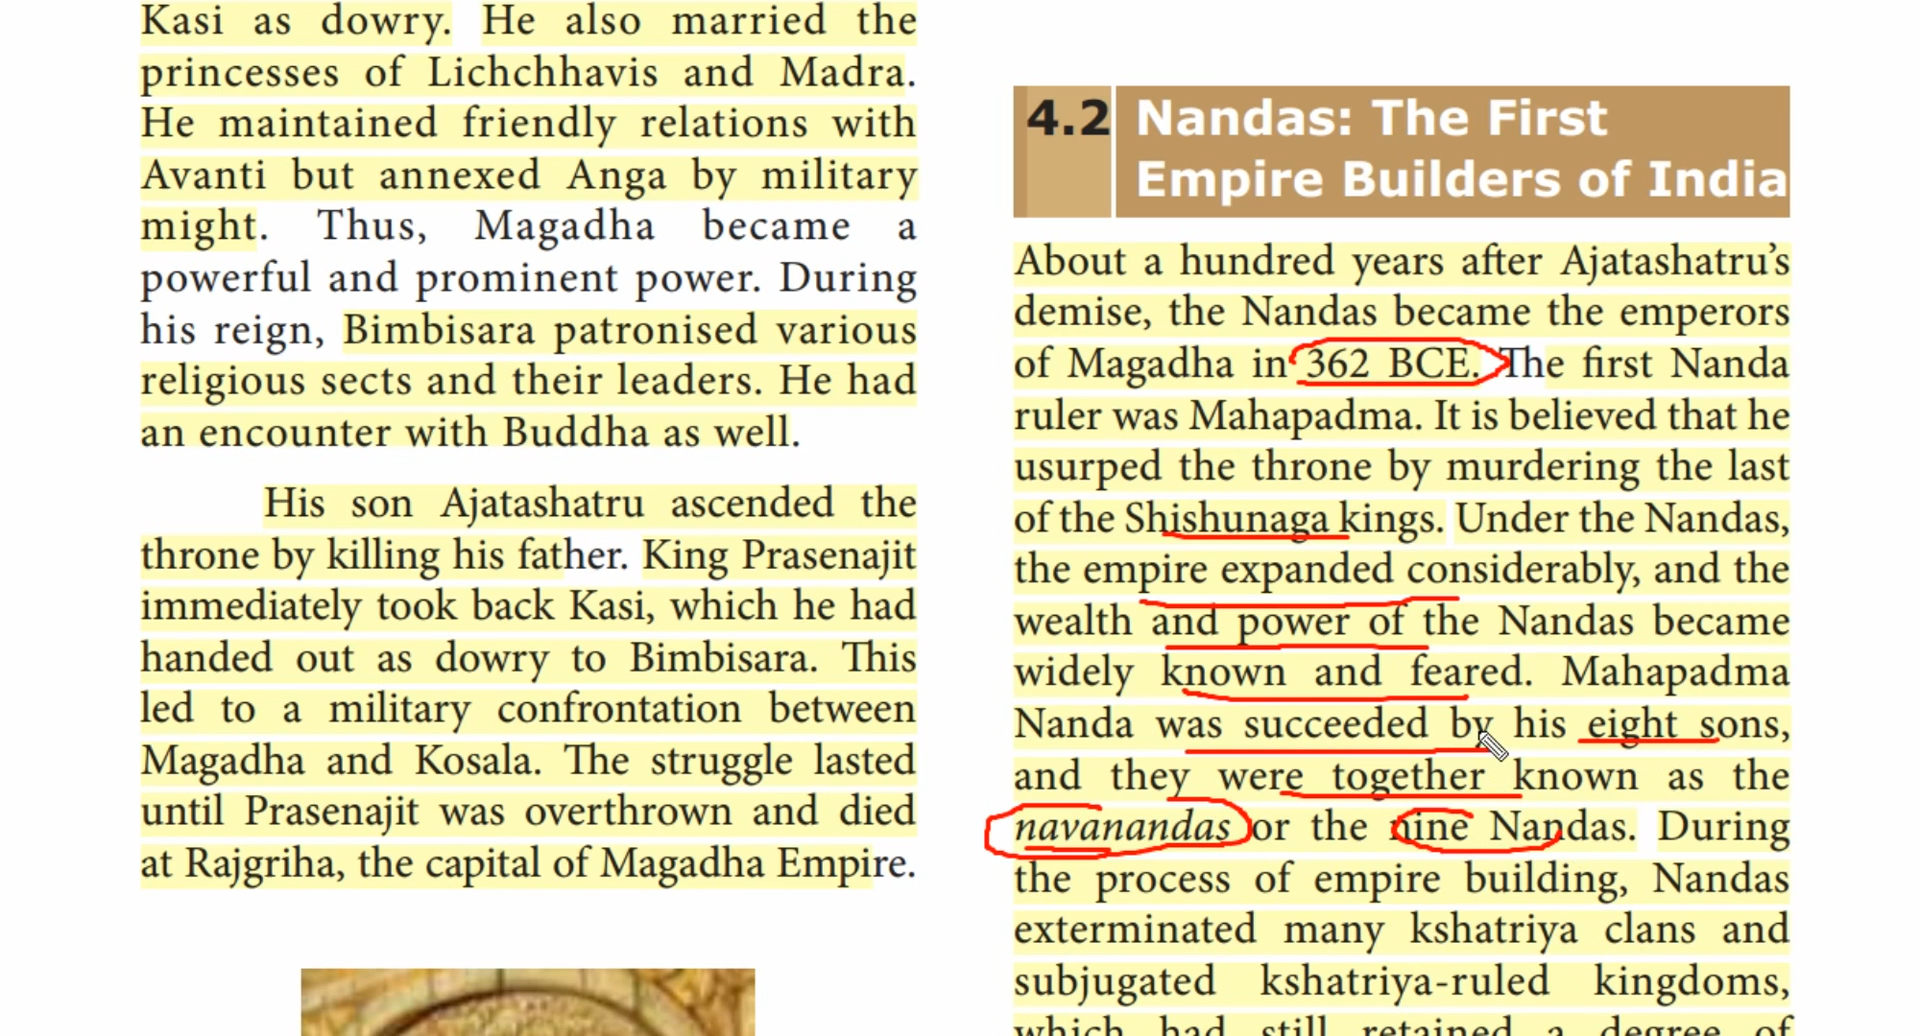 Kasi as dowry. He also married the
princesses of Lichchhavis and Madra.
He maintained friendly relations with
Avanti but annexed Anga by military
might. Thus, Magadha became a
powerful and prominent power. During
his reign, Bimbisara patronised various
religious sects and their leaders. He had
an encounter with Buddha as well.
His son Ajatashatru ascended the
throne by killing his father. King Prasenajit
immediately took back Kasi, which he had
handed out as dowry to Bimbisara. This
led to a military confrontation between
Magadha and Kosala. The struggle lasted
until Prasenajit was overthrown and died
at Rajgriha, the capital of Magadha Empire.
4.2 Nandas: The First
Empire Builders of India
About a hundred years after Ajatashatru’s
demise, the Nandas became the emperors
of Magadha in 362 BCE. The first Nanda
ruler was Mahapadma. It is believed that he
usurped the throne by murdering the last
of the Shishunaga kings. Under the Nandas,
the empire expanded considerably, and the
wealth and power of the Nandas became
widely known and feared. Mahapadma
Nanda was succeeded by his eight sons,
and they were together known as the
navanandas or the nine Nandas. During
the process of empire building, Nandas
exterminated many kshatriya clans and
subjugated kshatriya-ruled kingdoms,
which had still retained a degree of